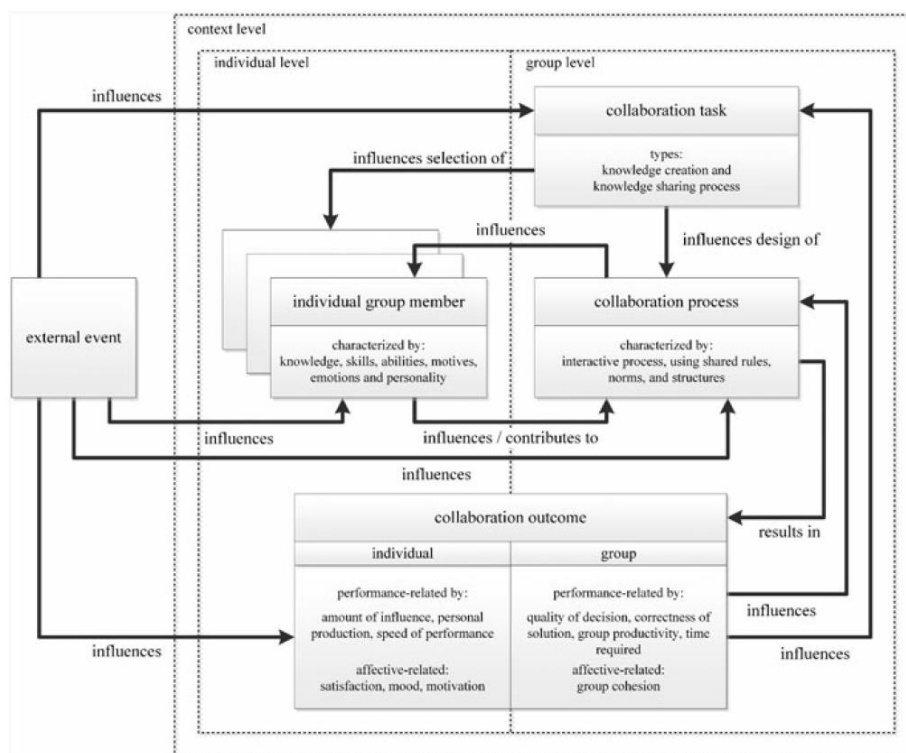 context level
individual level
group level
influences
collaboration task
influences selection of
types:
knowledge creation and
knowledge sharing process
influences
influences design of
individual group member
collaboration process
external event
characterized by:
knowledge, skills, abilities, motives,
emotions and personality
characterized by:
interactive process, using shared rules,
norms, and structures
influences
influences / contributes to
influences
collaboration outcome
results in
individual
group
performance-related by:
amount of influence, personal
production, speed of performance
affective-related:
satisfaction, mood, motivation
performance-related by:
quality of decision, correctness of
solution, group productivity, time
required
affective-related:
group cohesion
influences
influences
influences